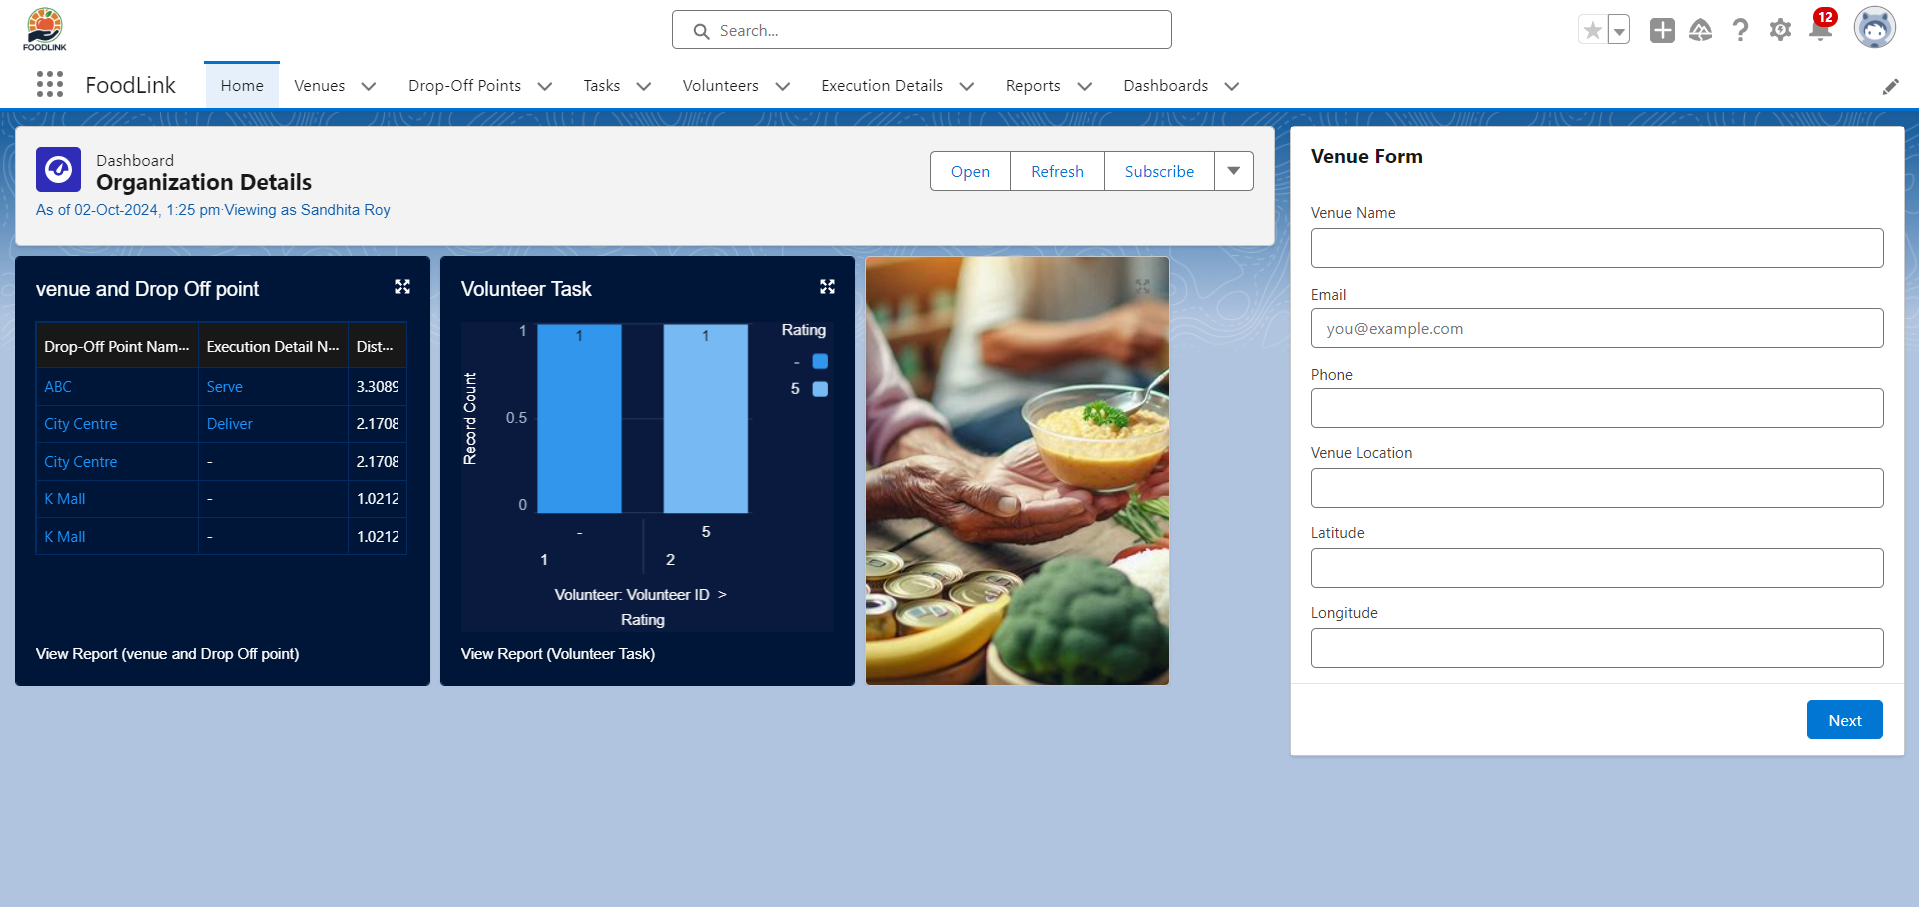 FOODLINK
Search...
12
FoodLink
Home
Venues
Drop-Off Points
Tasks
Volunteers
Execution Details
Reports
Dashboards
Dashboard
Organization Details
As of 02-Oct-2024, 1:25 pm·Viewing as Sandhita Roy
Open
Refresh
Subscribe
venue and Drop Off point
Drop-Off Point Nam... Execution Detail N... Dist...
ABC Serve 3.3089
City Centre Deliver 2.1708
City Centre - 2.1708
K Mall - 1.0212
K Mall - 1.0212
View Report (venue and Drop Off point)
Volunteer Task
Record Count
1
0.5
0
1
1
Rating
-
5
- 5
1 2
Volunteer: Volunteer ID >
Rating
View Report (Volunteer Task)
Venue Form
Venue Name
Email
you@example.com
Phone
Venue Location
Latitude
Longitude
Next